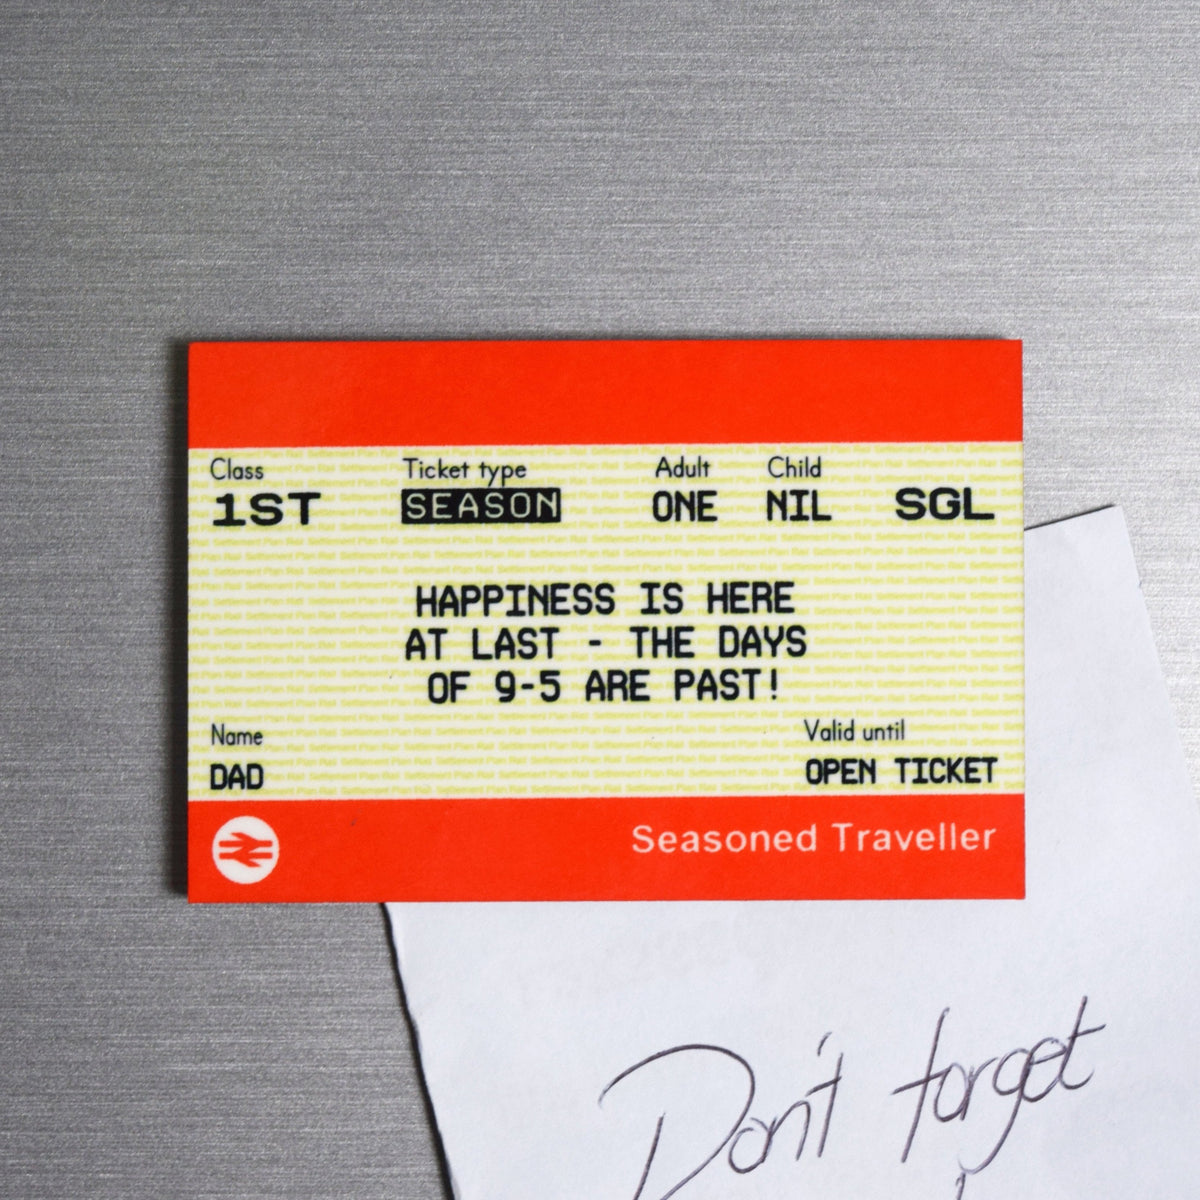 Class Ticket type Adult Child
1ST SEASON ONE NIL SGL
HAPPINESS IS HERE
AT LAST - THE DAYS
OF 9-5 ARE PAST!
Name Valid until
DAD OPEN TICKET
Seasoned Traveller
Don't forget